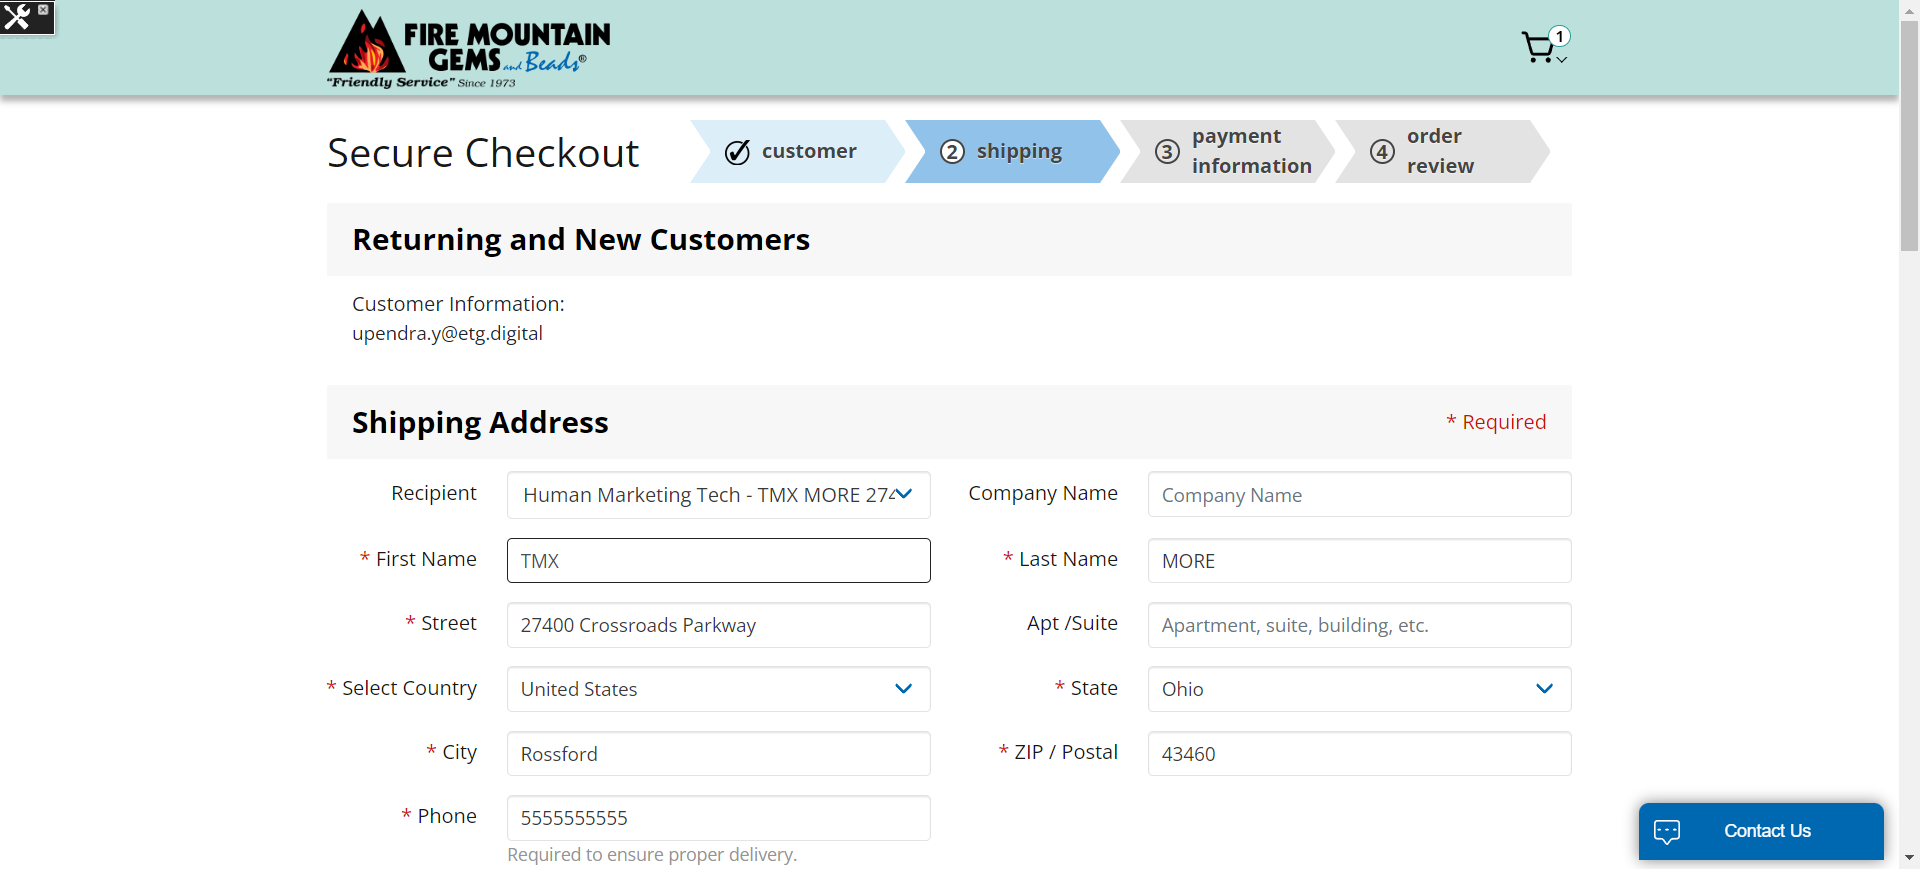 FIRE MOUNTAIN
GEMS and Beads®
"Friendly Service" Since 1973
1
Secure Checkout
customer
2 shipping
3 payment information
4 order review
Returning and New Customers
Customer Information:
upendra.y@etg.digital
Shipping Address
* Required
Recipient
Human Marketing Tech - TMX MORE 274
Company Name
Company Name
* First Name
TMX
* Last Name
MORE
* Street
27400 Crossroads Parkway
Apt /Suite
Apartment, suite, building, etc.
* Select Country
United States
* State
Ohio
* City
Rossford
* ZIP / Postal
43460
* Phone
5555555555
Required to ensure proper delivery.
Contact Us